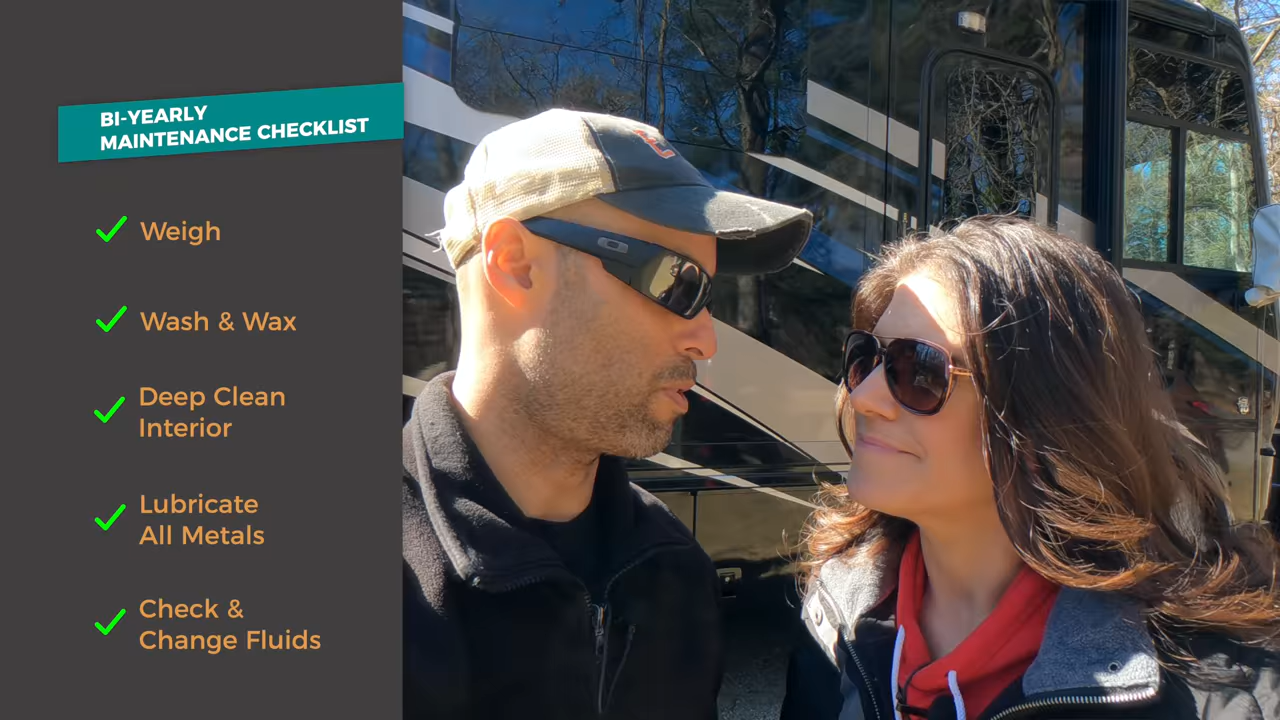 BI-YEARLY
MAINTENANCE CHECKLIST
Weigh
Wash & Wax
Deep Clean
Interior
Lubricate
All Metals
Check &
Change Fluids